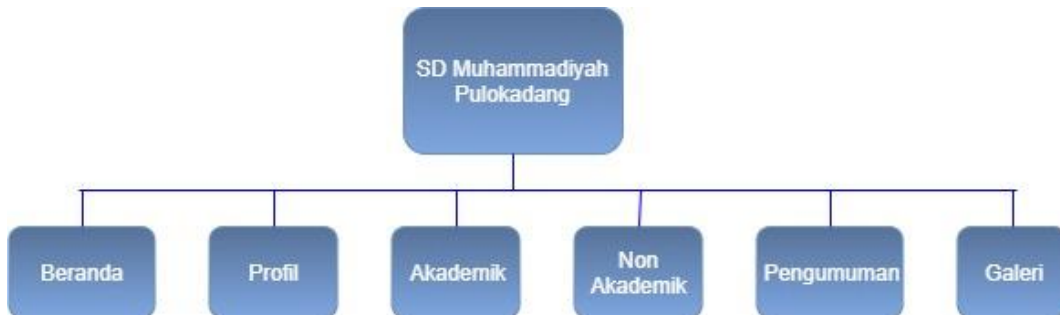 SD Muhammadiyah
Pulokadang
Beranda
Profil
Akademik
Non
Akademik
Pengumuman
Galeri